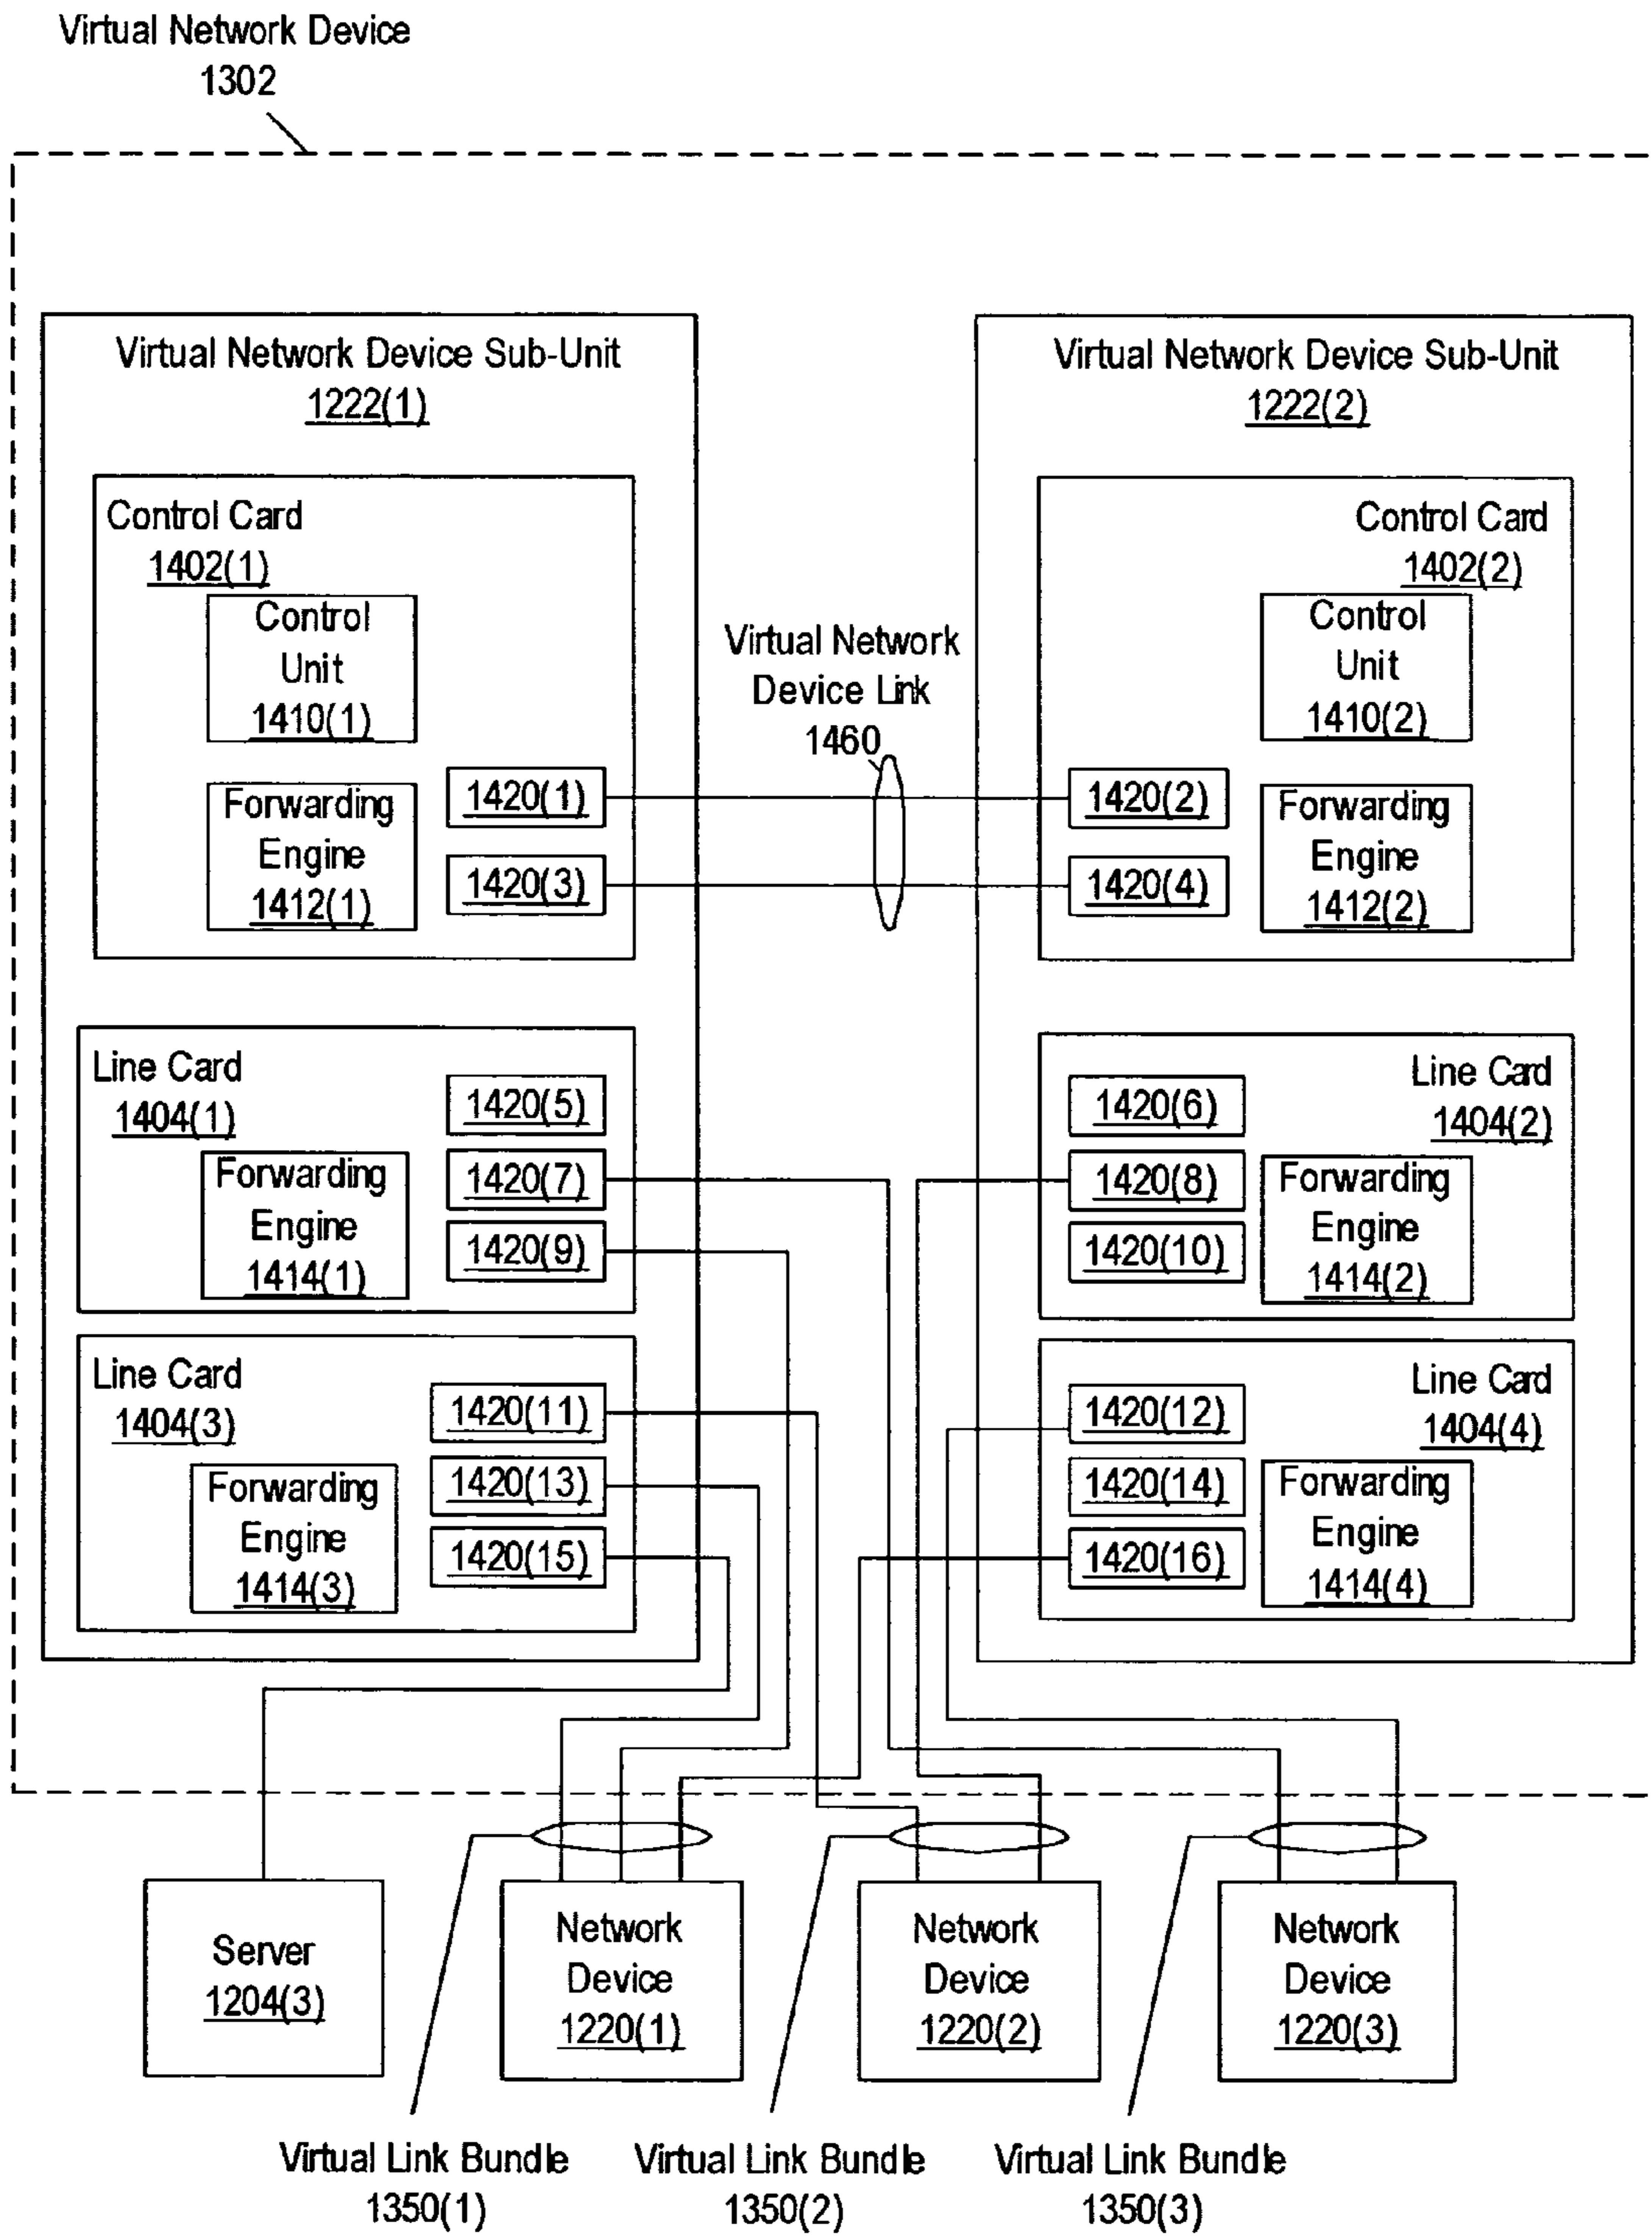 Virtual Network Device
1302
Virtual Network Device Sub-Unit
1222(1)
Control Card
1402(1)
Control
Unit
1410(1)
Forwarding
Engine
1412(1)
1420(1)
1420(3)
Line Card
1404(1)
Forwarding
Engine
1414(1)
1420(5)
1420(7)
1420(9)
Line Card
1404(3)
Forwarding
Engine
1414(3)
1420(11)
1420(13)
1420(15)
Virtual Network
Device Link
1460
Virtual Network Device Sub-Unit
1222(2)
Control Card
1402(2)
Control
Unit
1410(2)
1420(2)
1420(4)
Forwarding
Engine
1412(2)
Line Card
1404(2)
1420(6)
1420(8)
1420(10)
Forwarding
Engine
1414(2)
Line Card
1404(4)
1420(12)
1420(14)
1420(16)
Forwarding
Engine
1414(4)
Server
1204(3)
Network
Device
1220(1)
Network
Device
1220(2)
Network
Device
1220(3)
Virtual Link Bundle
1350(1)
Virtual Link Bundle
1350(2)
Virtual Link Bundle
1350(3)